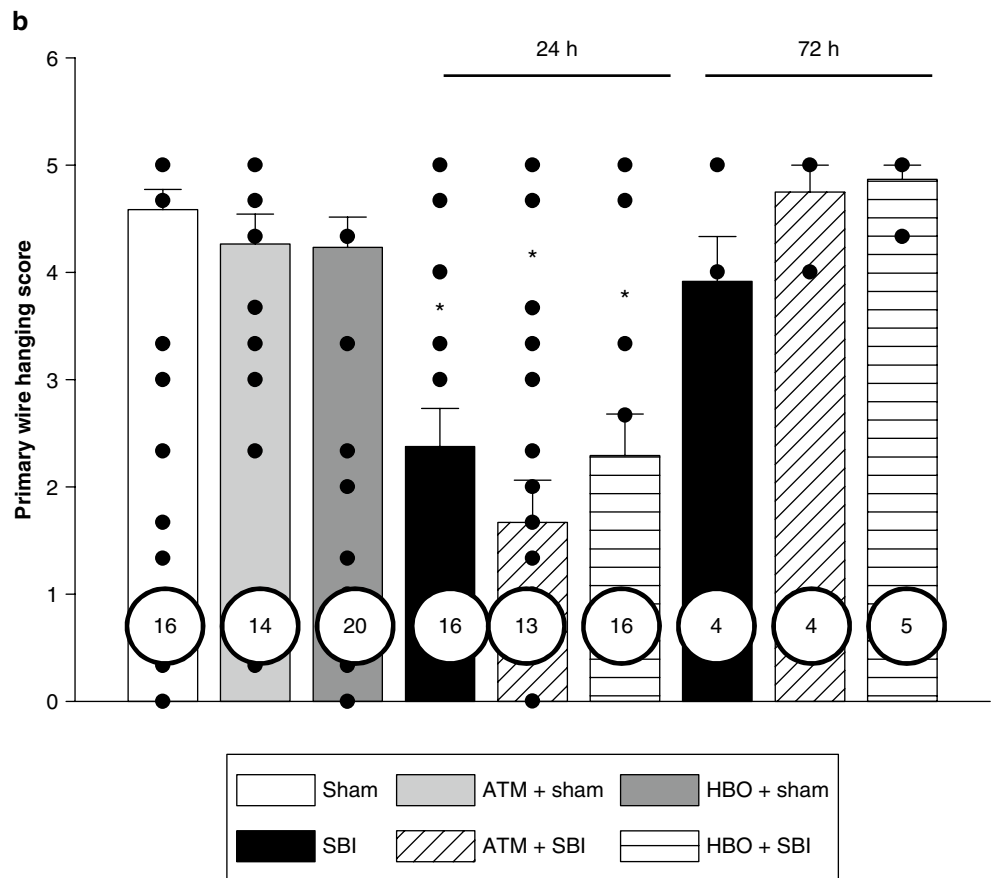 b
24 h 72 h
Primary wire hanging score
6
5
4
3
2
1
0
* * *
16 14 20 16 13 16 4 4 5
Sham ATM + sham HBO + sham
SBI ATM + SBI HBO + SBI